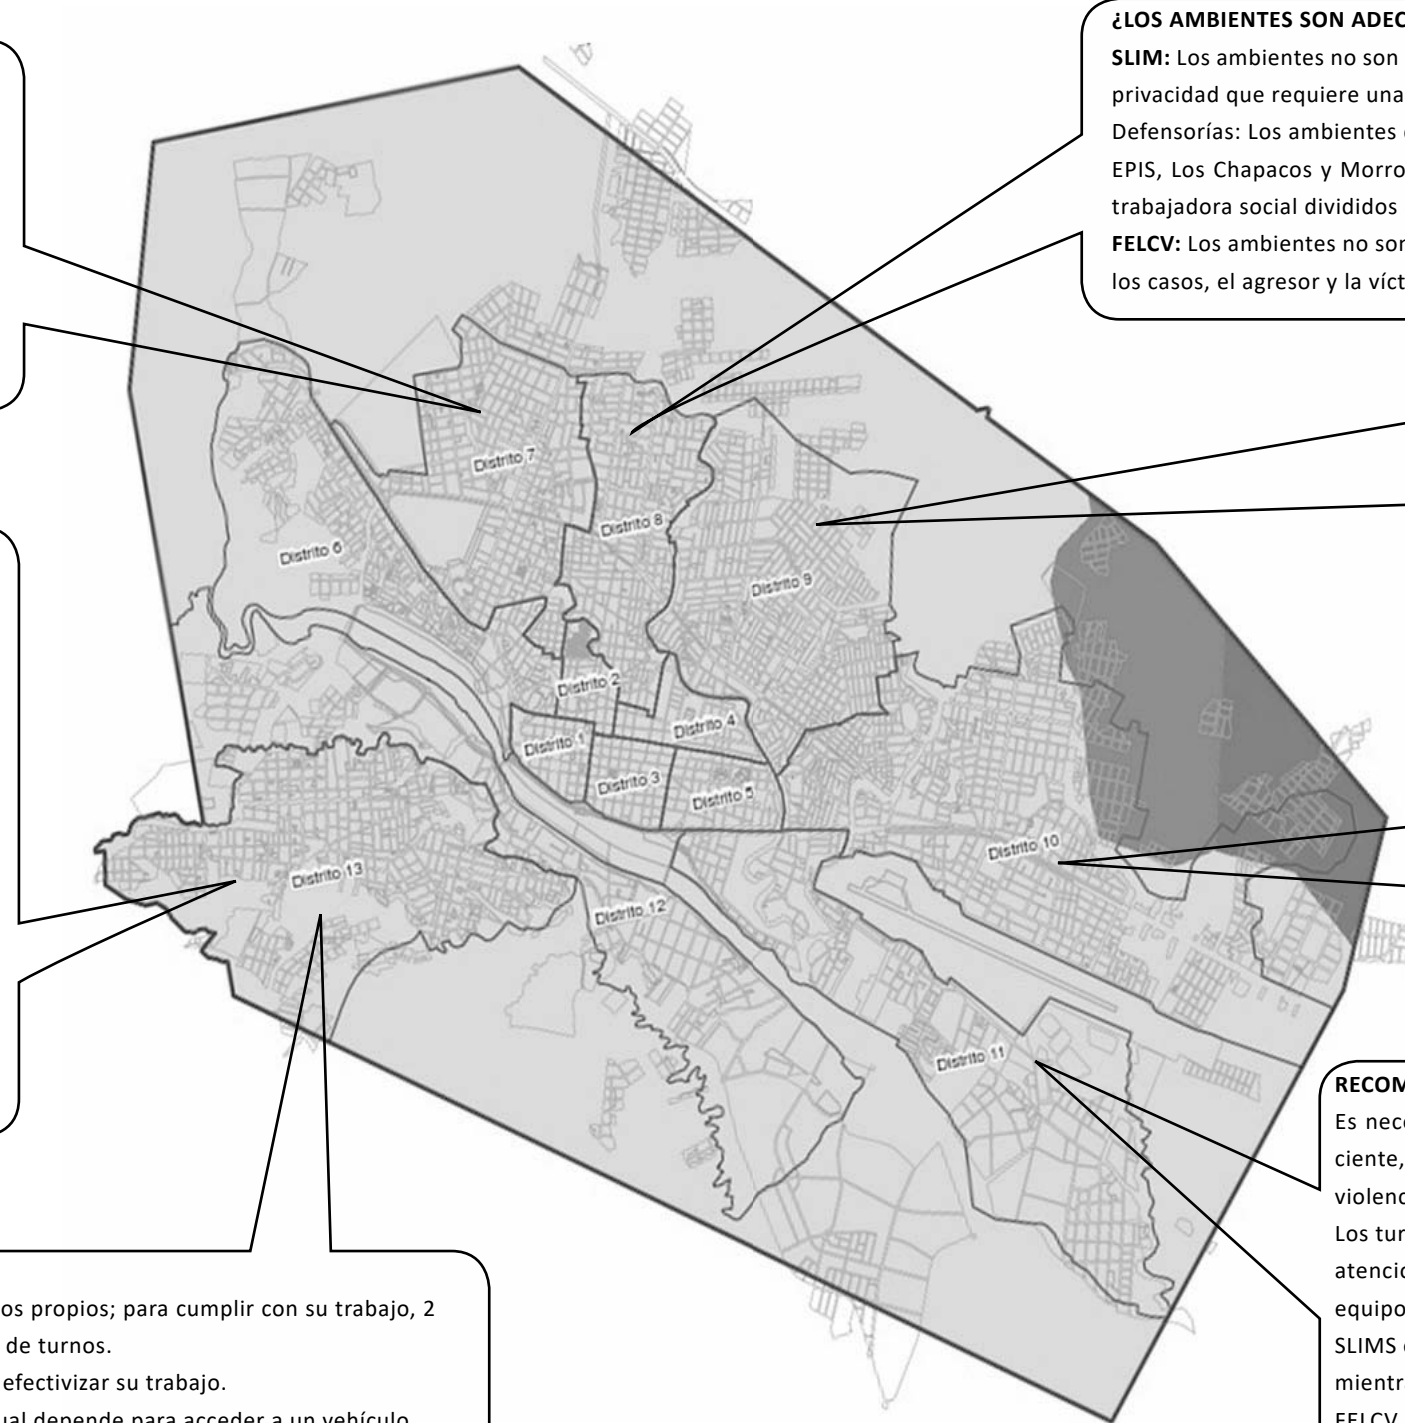 ¿LOS AMBIENTES SON ADEC
SLIM: Los ambientes no son
privacidad que requiere una
Defensorías: Los ambientes
EPIS, Los Chapacos y Morro
trabajadora social divididos
FELCV: Los ambientes no son
los casos, el agresor y la víct
Distrito 7
Distrito 8
Distrito 6
Distrito 9
Distrito 2
Distrito 4
Distrito 1
Distrito 3
Distrito 5
Distrito 10
Distrito 13
Distrito 12
Distrito 11
RECOM
Es nece
ciente,
violenc
Los tur
atencio
equipo
SLIMS
mientra
FELCV
os propios; para cumplir con su trabajo, 2
de turnos.
efectivizar su trabajo.
ual depende para acceder a un vehículo